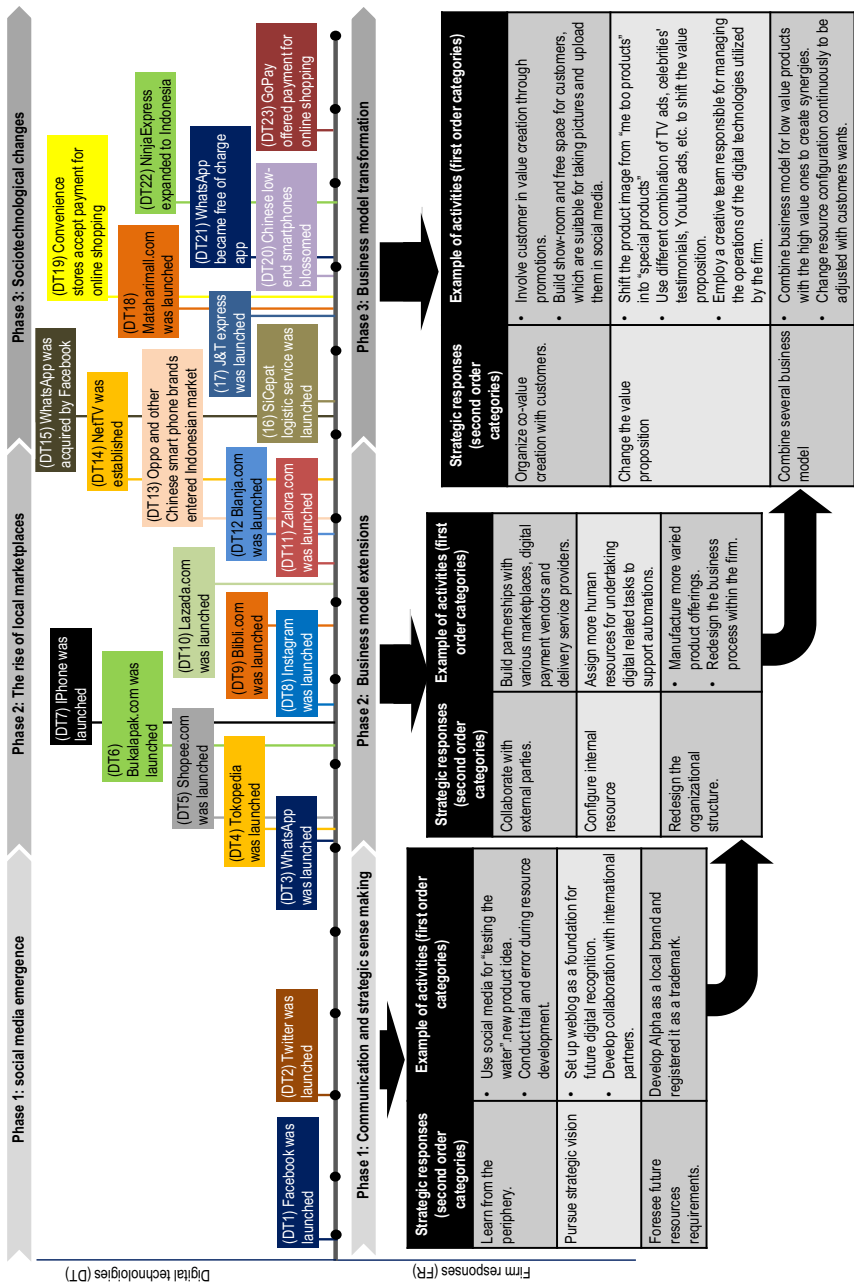 Digital technologies (DT)
Phase 1: social media emergence
Phase 2: The rise of local marketplaces
Phase 3: Sociotechnological changes
(DT1) Facebook was
launched
(DT2) Twitter was
launched
(DT3) WhatsApp
was launched
(DT4) Tokopedia
was launched
(DT5) Shopee.com
was launched
(DT6)
Bukalapak.com was
launched
(DT7) IPhone was
launched
(DT8) Instagram
was launched
(DT9) Blibli.com
was launched
(DT10) Lazada.com
was launched
(DT11) Zalora.com
was launched
(DT12 Blanja.com
was launched
(DT13) Oppo and other
Chinese smart phone brands
entered Indonesian market
(DT14) NetTV was
established
(DT15) WhatsApp was
acquired by Facebook
(16) SiCepat
logistic service was
launched
(17) J&T express
was launched
(DT18)
Mataharimall.com
was launched
(DT19) Convenience
stores accept payment for
online shopping
(DT20) Chinese low-
end smartphones
blossomed
(DT21) WhatsApp
became free of charge
app
(DT22) NinjaExpress
expanded to Indonesia
(DT23) GoPay
offered payment for
online shopping
Firm responses (FR)
Phase 1: Communication and strategic sense making
Phase 2: Business model extensions
Phase 3: Business model transformation
Strategic responses
(second order
categories)
Example of activities (first order
categories)
Learn from the
periphery.
• Use social media for “testing the
water”.new product idea.
• Conduct trial and error during resource
development.
Pursue strategic vision
• Set up weblog as a foundation for
future digital recognition.
• Develop collaboration with international
partners.
Foresee future
resources
requirements.
Develop Alpha as a local brand and
registered it as a trademark.
Strategic responses
(second order
categories)
Example of activities (first
order categories)
Collaborate with
external parties.
Build partnerships with
various marketplaces, digital
payment vendors and
delivery service providers.
Configure internal
resource
Assign more human
resources for undertaking
digital related tasks to
support automations.
Redesign the
organizational
structure.
• Manufacture more varied
product offerings.
• Redesign the business
process within the firm.
Strategic responses
(second order
categories)
Example of activities (first order categories)
Organize co-value
creation with customers.
• Involve customer in value creation through
promotions.
• Build show-room and free space for customers,
which are suitable for taking pictures and upload
them in social media.
Change the value
proposition
• Shift the product image from “me too products”
into “special products”
• Use different combination of TV ads, celebrities’
testimonials, Youtube ads, etc. to shift the value
proposition.
• Employ a creative team responsible for managing
the operations of the digital technologies utilized
by the firm.
Combine several business
model
• Combine business model for low value products
with the high value ones to create synergies.
• Change resource configuration continuously to be
adjusted with customers wants.